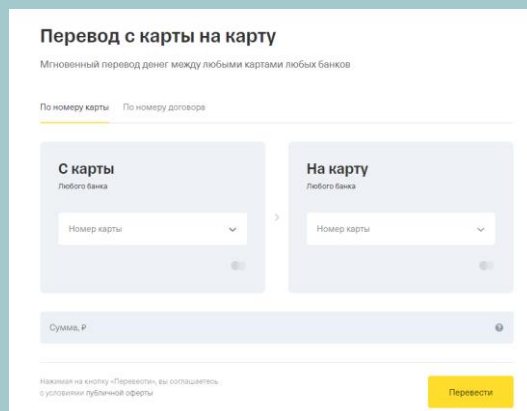 Перевод с карты на карту
Мгновенный перевод денег между любыми картами любых банков
По номеру карты По номеру договора
С карты
Любого банка
Номер карты
На карту
Любого банка
Номер карты
Сумма, ₽
Нажимая на кнопку «Перевести», вы соглашаетесь
с условиями публичной оферты
Перевести